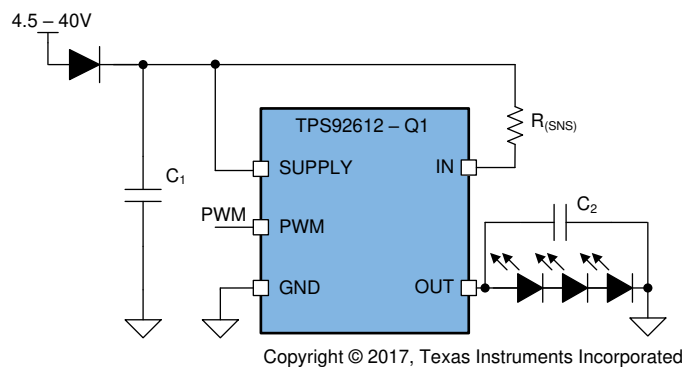 4.5 – 40V
TPS92612 – Q1
R(SNS)
SUPPLY
IN
C1
C2
PWM
PWM
GND
OUT
Copyright © 2017, Texas Instruments Incorporated